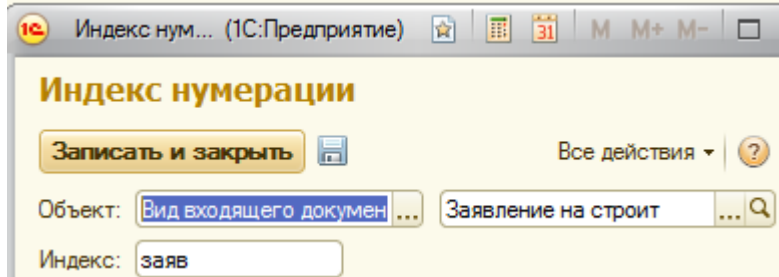 1С Индекс нум... (1С:Предприятие) 31 M M+ M-
Индекс нумерации
Записать и закрыть Все действия ?
Объект: Вид входящего докумен ... Заявление на строит ...
Индекс: заяв